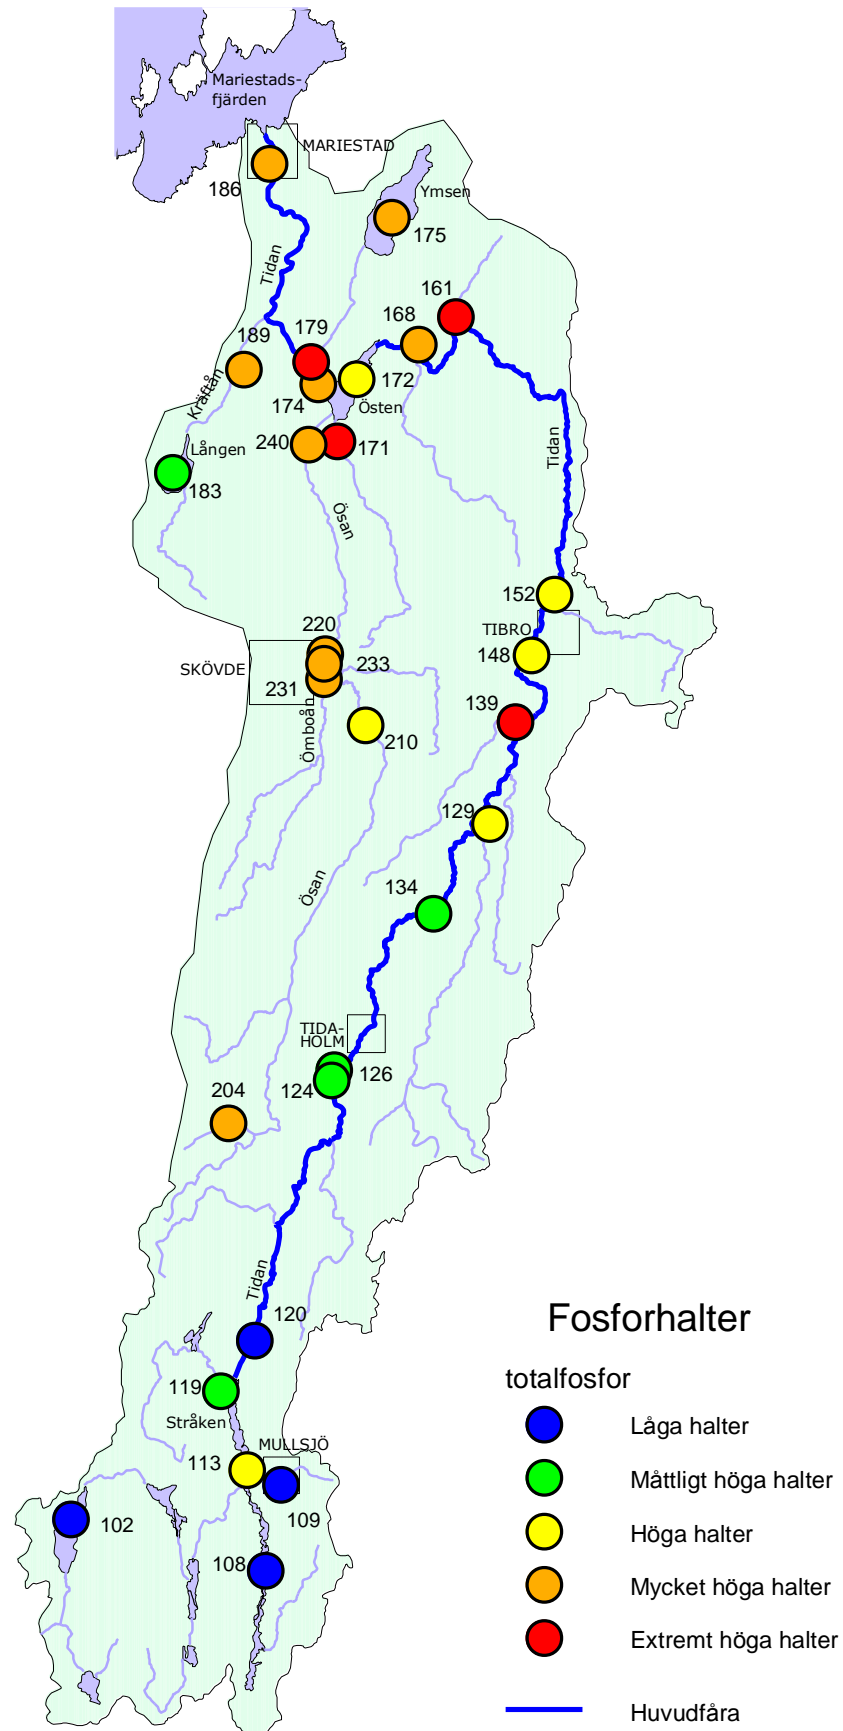 Mariestads-
fjärden
MARIESTAD
186
Ymsen
175
Tidan
161
168
179
189
172
Kräftån
174
Östen
240
171
Lången
183
Tidan
Ösan
152
220
TIBRO
148
SKÖVDE
233
231
139
Ömboån
210
129
134
Ösan
TIDA-
HOLM
126
124
204
Tidan
120
119
Stråken
MULLSJÖ
113
109
102
108
Fosforhalter
totalfosfor
Låga halter
Måttligt höga halter
Höga halter
Mycket höga halter
Extremt höga halter
Huvudfåra